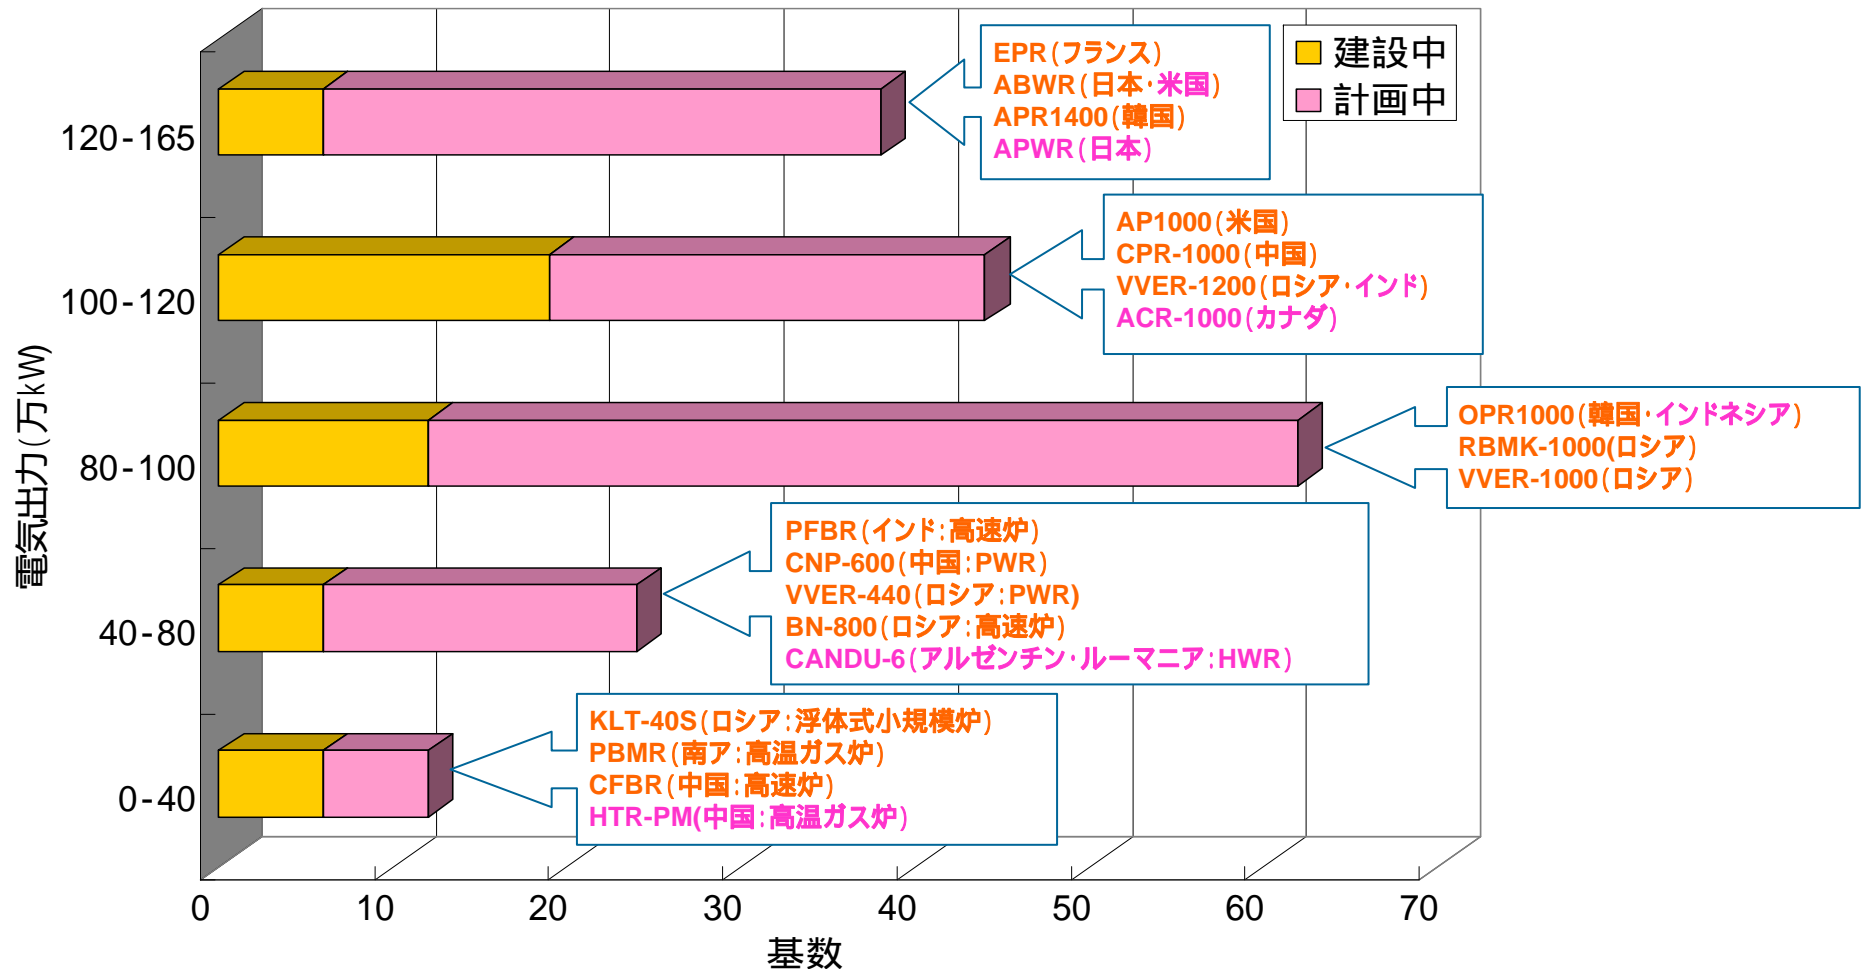 建設中
計画中
EPR(フランス)
ABWR(日本・米国)
APR1400(韓国)
APWR(日本)
120-165
AP1000(米国)
CPR-1000(中国)
VVER-1200(ロシア・インド)
ACR-1000(カナダ)
100-120
OPR1000(韓国・インドネシア)
RBMK-1000(ロシア)
VVER-1000(ロシア)
80-100
PFBR(インド:高速炉)
CNP-600(中国:PWR)
VVER-440(ロシア:PWR)
BN-800(ロシア:高速炉)
CANDU-6(アルゼンチン・ルーマニア:HWR)
40-80
KLT-40S(ロシア:浮体式小規模炉)
PBMR(南ア:高温ガス炉)
CFBR(中国:高速炉)
HTR-PM(中国:高温ガス炉)
0-40
電気出力(万kW)
0 10 20 30 40 50 60 70
基数